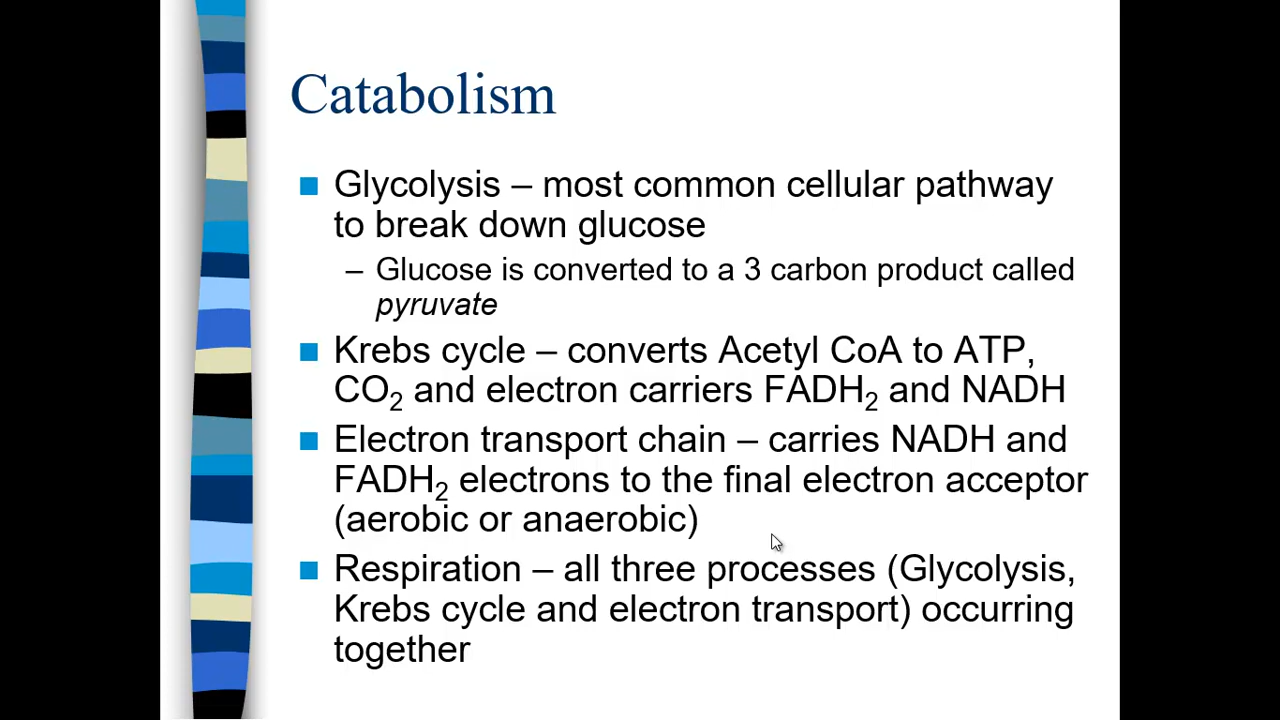 Catabolism
■ Glycolysis – most common cellular pathway
to break down glucose
– Glucose is converted to a 3 carbon product called
pyruvate
■ Krebs cycle – converts Acetyl CoA to ATP,
CO₂ and electron carriers FADH₂ and NADH
■ Electron transport chain – carries NADH and
FADH₂ electrons to the final electron acceptor
(aerobic or anaerobic)
■ Respiration – all three processes (Glycolysis,
Krebs cycle and electron transport) occurring
together